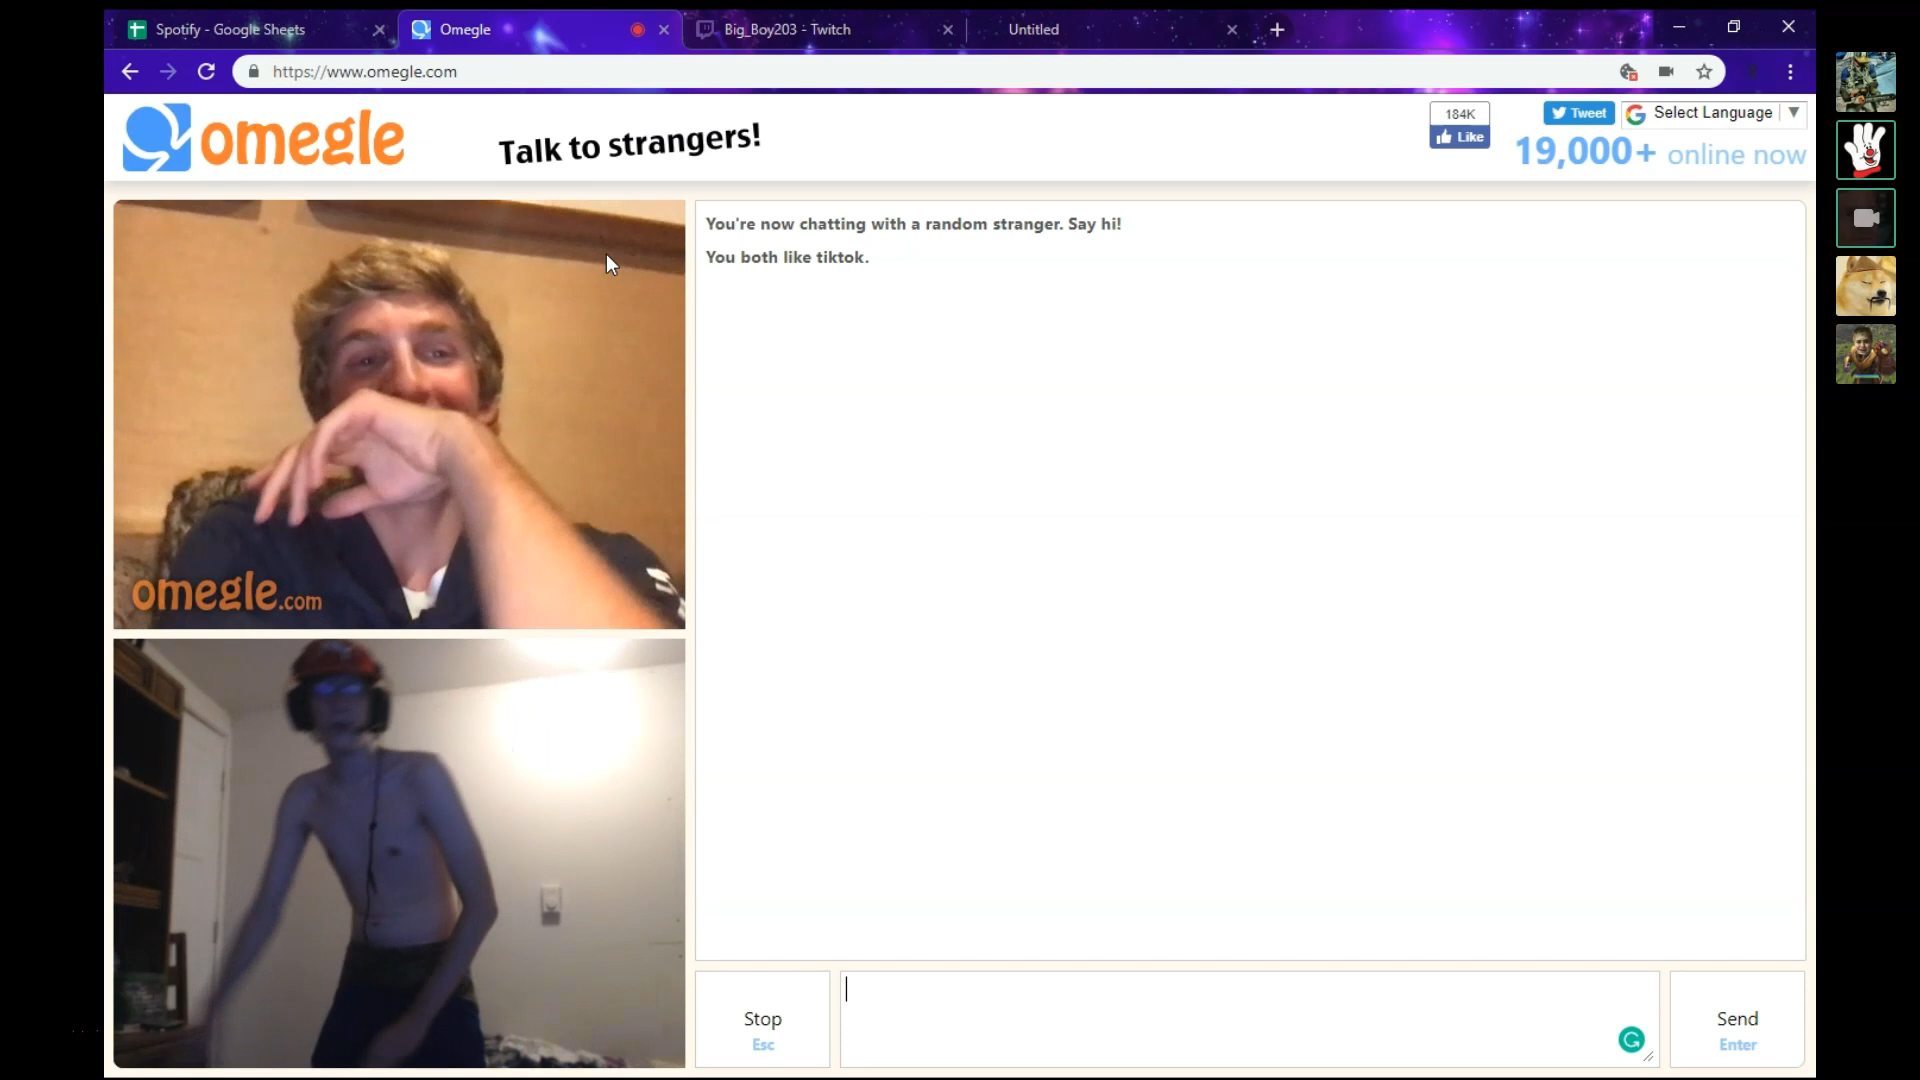 Spotify - Google Sheets
Omegle
Big_Boy203 - Twitch
Untitled
https://www.omegle.com
omegle
Talk to strangers!
184K
Like
Tweet
Select Language
19,000+ online now
You're now chatting with a random stranger. Say hi!
You both like tiktok.
omegle.com
Stop
Esc
Send
Enter